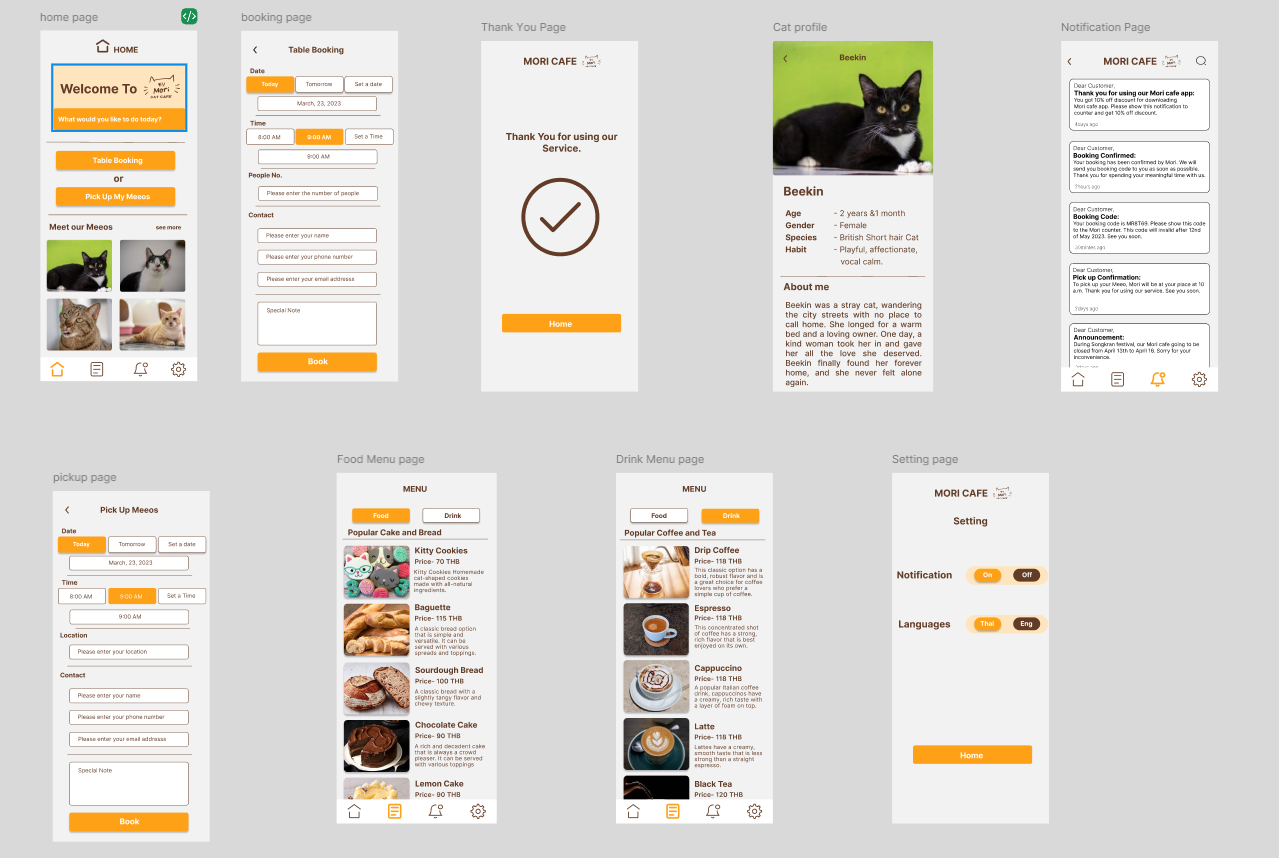 home page
HOME
Welcome To
BY
Mori
CAT CAFE
What would you like to do today?
Table Booking
or
Pick Up My Meeos
Meet our Meeos
see more
booking page
Table Booking
Date
Today
Tomorrow
Set a date
March, 23, 2023
Time
8:00 AM
9:00 AM
Set a Time
9:00 AM
People No.
Please enter the number of people
Contact
Please enter your name
Please enter your phone number
Please enter your email addresss
Special Note
Book
Thank You Page
MORI CAFE
Thank You for using our
Service.
Home
Cat profile
Beekin
Beekin
Age - 2 years &1 month
Gender - Female
Species - British Short hair Cat
Habit - Playful, affectionate,
vocal calm.
About me
Beekin was a stray cat, wandering
the city streets with no place to
call home. She longed for a warm
bed and a loving owner. One day, a
kind woman took her in and gave
her all the love she deserved.
Beekin finally found her forever
home, and she never felt alone
again.
Notification Page
MORI CAFE
Dear Customer,
Thank you for using our Mori cafe app:
You got 10% off discount for downloading
Mori cafe app. Please show this notification to
counter and get 10% off discount.
4days ago
Dear Customer,
Booking Confirmed:
Your booking has been confirmed by Mori. We will
send you booking code to you as soon as possible.
Thank you for spending your meaningful time with us.
2hours ago
Dear Customer,
Booking Code:
Your booking code is MR8T69. Please show this code
to the Mori counter. This code will invalid after 12nd
of May 2023. See you soon.
Dear Customer,
Pick up Confirmation:
To pick up your Meeo, Mori will be at your place at 10
a.m. Thank you for using our service. See you soon.
2days ago
Dear Customer,
Announcement:
During Songkran festival, our Mori cafe going to be
closed from April 13th to April 16. Sorry for your
inconvenience.
pickup page
Pick Up Meeos
Date
Today
Tomorrow
Set a date
March, 23, 2023
Time
8:00 AM
9:00 AM
Set a Time
9:00 AM
Location
Please enter your location
Contact
Please enter your name
Please enter your phone number
Please enter your email addresss
Special Note
Book
Food Menu page
MENU
Food
Drink
Popular Cake and Bread
Kitty Cookies
Price- 70 THB
Kitty Cookies Homemade
cat-shaped cookies
made with all-natural
ingredients.
Baguette
Price- 115 THB
A classic bread option
that is simple and
versatile. It can be
served with various
spreads and toppings.
Sourdough Bread
Price- 100 THB
A classic bread with a
slightly tangy flavor and
chewy texture.
Chocolate Cake
Price- 90 THB
A rich and decadent cake
that is always a crowd
pleaser. It can be served
with various toppings
Lemon Cake
Price- 90 THB
Drink Menu page
MENU
Food
Drink
Popular Coffee and Tea
Drip Coffee
Price- 118 THB
This classic option has a
bold, robust flavor and is
a great choice for coffee
lovers who prefer a
simple cup of coffee.
Espresso
Price- 118 THB
This concentrated shot
of coffee has a strong,
rich flavor that is best
enjoyed on its own.
Cappuccino
Price- 118 THB
A popular Italian coffee
drink, cappuccinos have
a creamy, rich taste with
a layer of foam on top.
Latte
Price- 118 THB
Lattes have a creamy,
smooth taste that is less
strong than a straight
espresso.
Black Tea
Price- 120 THB
Setting page
MORI CAFE
Setting
Notification
On
Off
Languages
Thai
Eng
Home